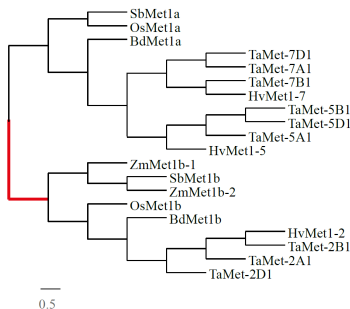 SbMet1a
OsMet1a
BdMet1a
TaMet-7D1
TaMet-7A1
TaMet-7B1
HvMet1-7
TaMet-5B1
TaMet-5D1
TaMet-5A1
HvMet1-5
ZmMet1b-1
SbMet1b
ZmMet1b-2
OsMet1b
BdMet1b
HvMet1-2
TaMet-2B1
TaMet-2A1
TaMet-2D1
0.5